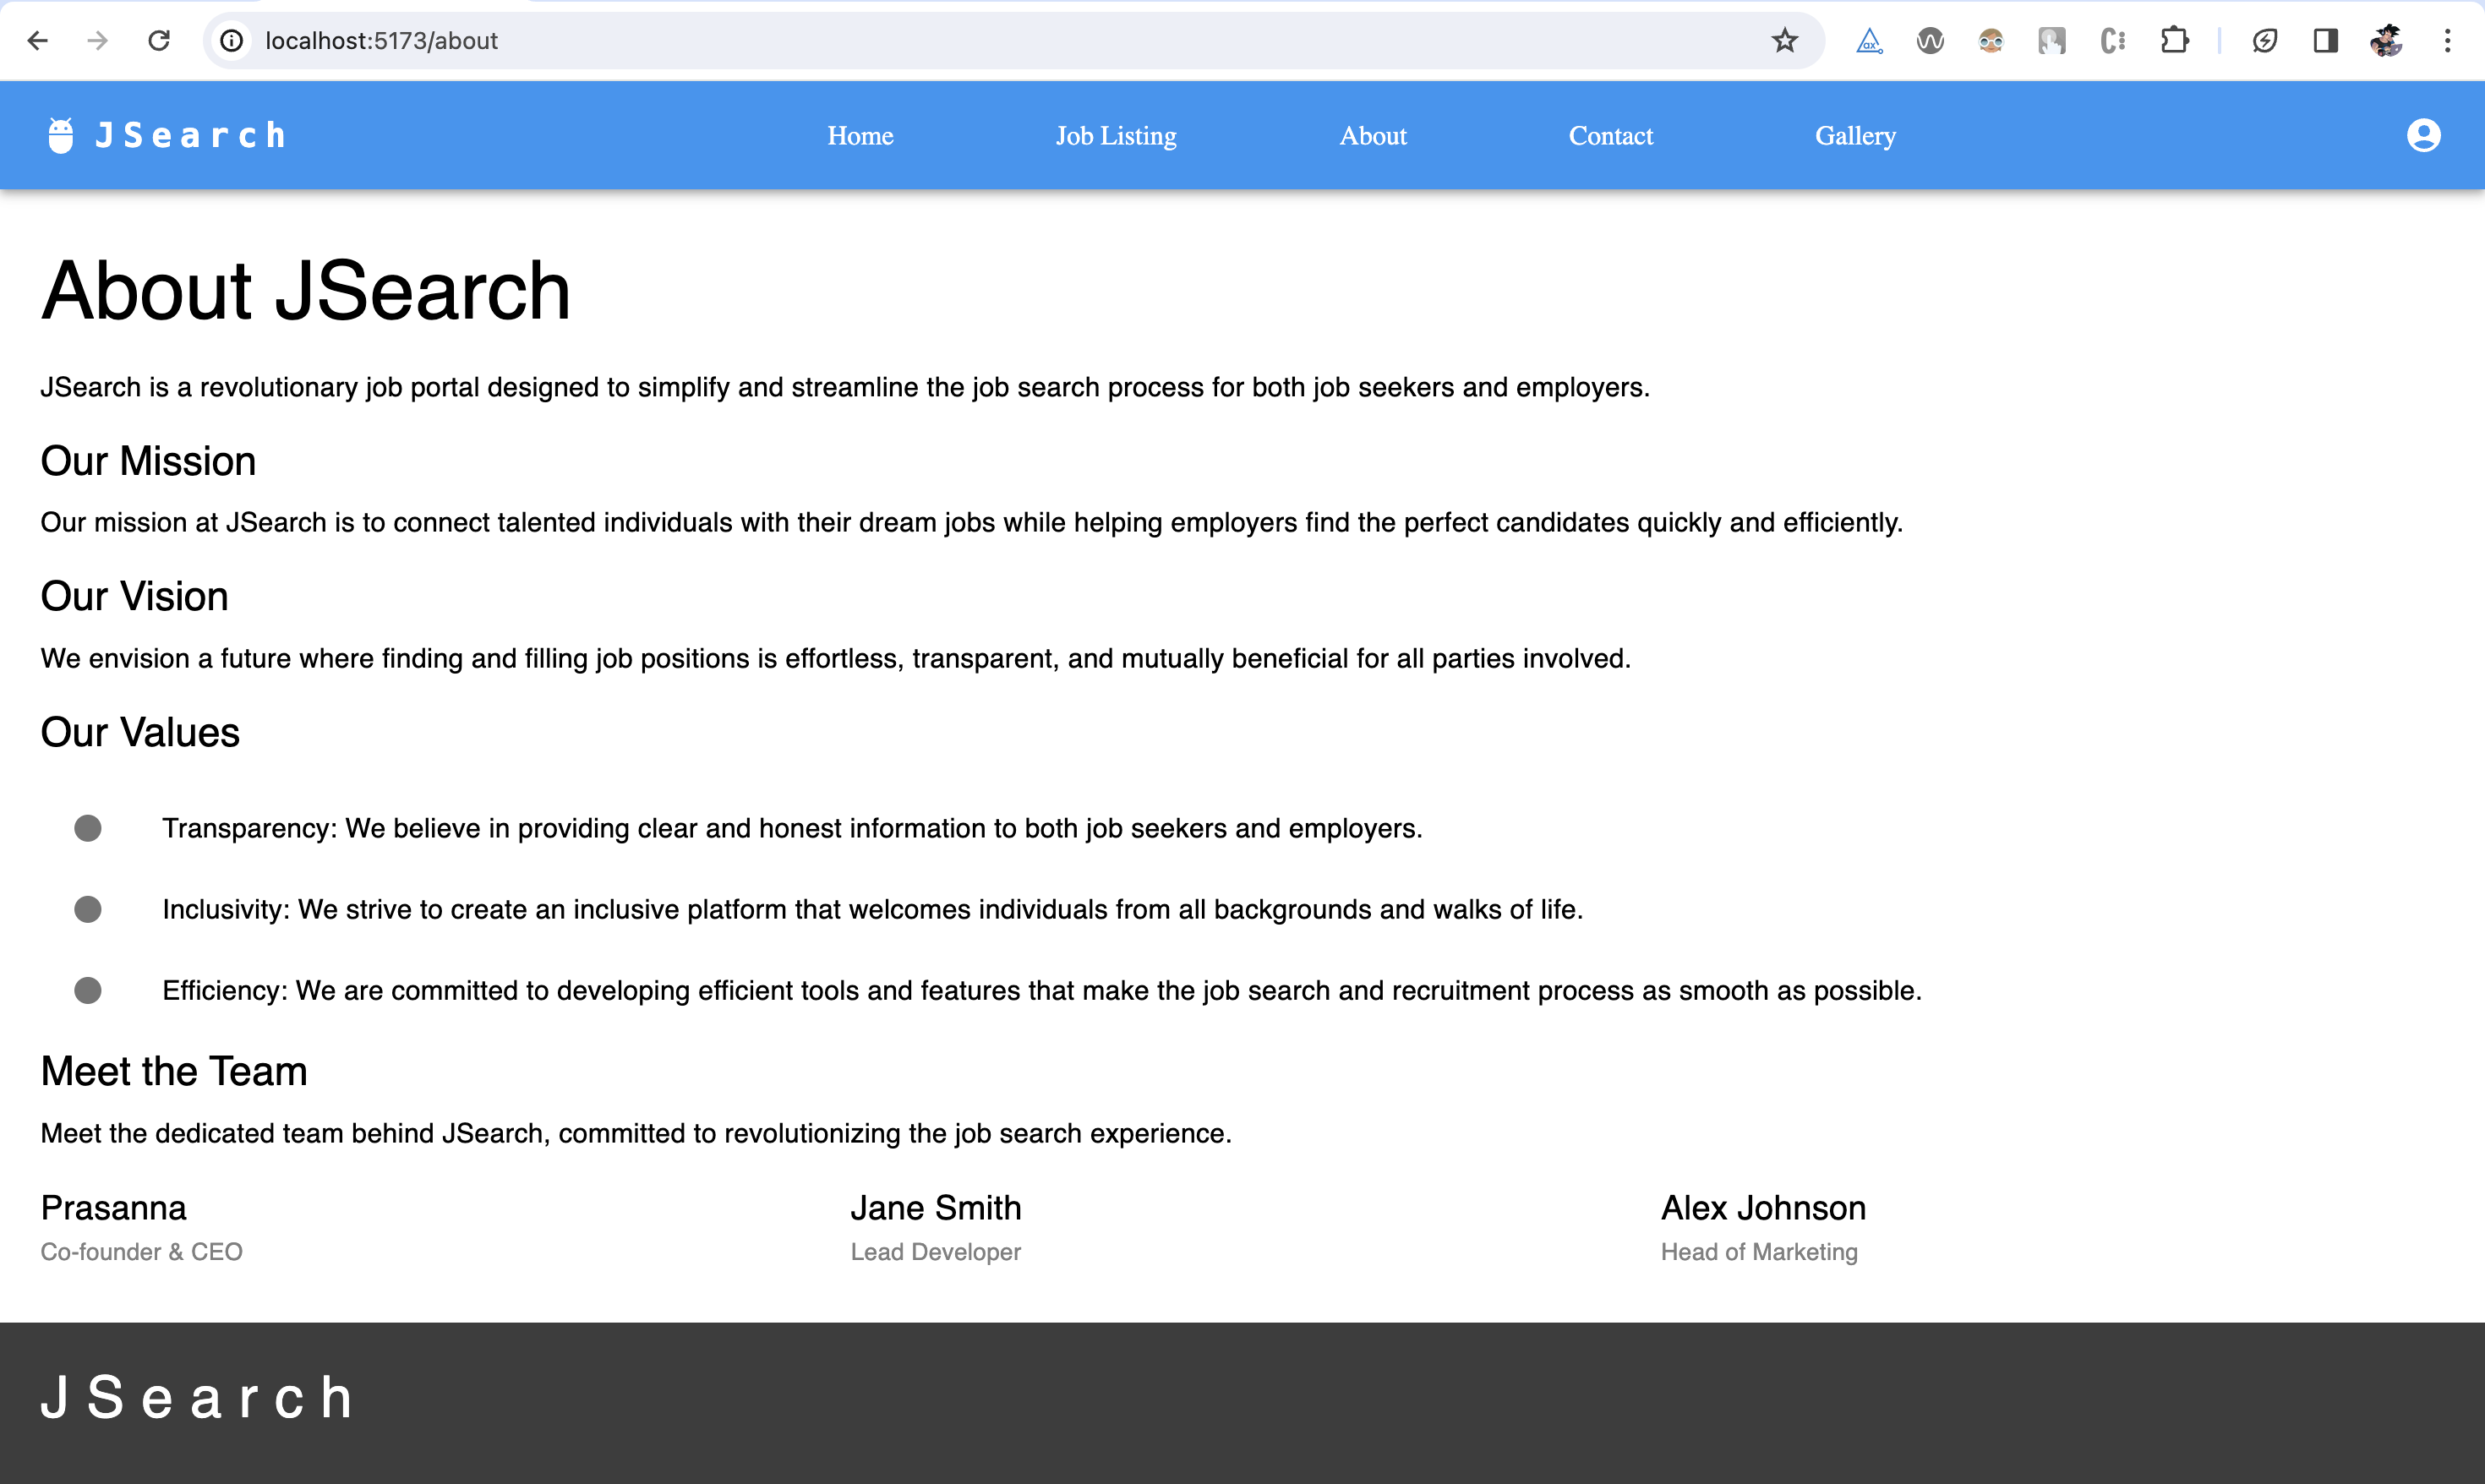 localhost:5173/about
JSearch
Home
Job Listing
About
Contact
Gallery
About JSearch
JSearch is a revolutionary job portal designed to simplify and streamline the job search process for both job seekers and employers.
Our Mission
Our mission at JSearch is to connect talented individuals with their dream jobs while helping employers find the perfect candidates quickly and efficiently.
Our Vision
We envision a future where finding and filling job positions is effortless, transparent, and mutually beneficial for all parties involved.
Our Values
Transparency: We believe in providing clear and honest information to both job seekers and employers.
Inclusivity: We strive to create an inclusive platform that welcomes individuals from all backgrounds and walks of life.
Efficiency: We are committed to developing efficient tools and features that make the job search and recruitment process as smooth as possible.
Meet the Team
Meet the dedicated team behind JSearch, committed to revolutionizing the job search experience.
Prasanna
Co-founder & CEO
Jane Smith
Lead Developer
Alex Johnson
Head of Marketing
JSearch